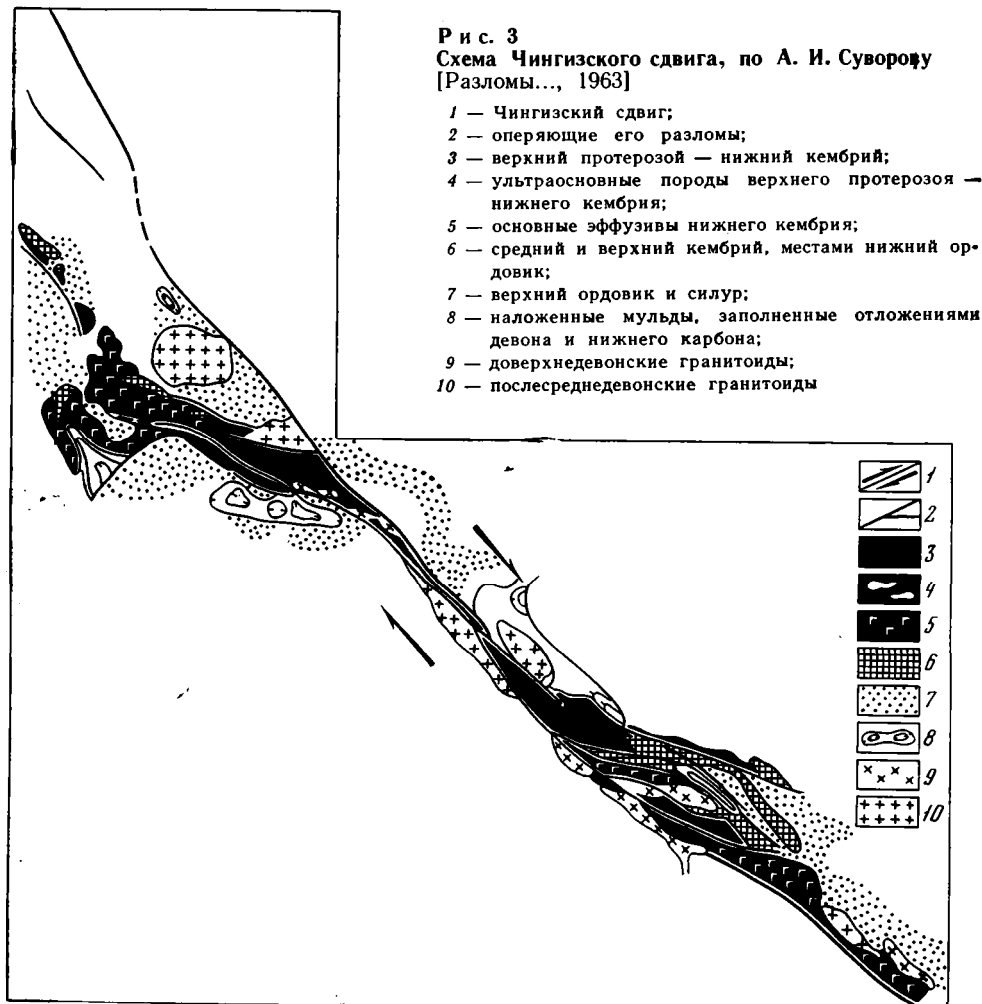 Рис. 3
Схема Чингизского сдвига, по А. И. Суворову
[Разломы..., 1963]
1 — Чингизский сдвиг;
2 — оперяющие его разломы;
3 — верхний протерозой — нижний кембрий;
4 — ультраосновные породы верхнего протерозоя —
нижнего кембрия;
5 — основные эффузивы нижнего кембрия;
6 — средний и верхний кембрий, местами нижний ор-
довик;
7 — верхний ордовик и силур;
8 — наложенные мульды, заполненные отложениями
девона и нижнего карбона;
9 — доверхнедевонские гранитоиды;
10 — послесреднедевонские гранитоиды
1
2
3
4
5
6
7
8
9
10